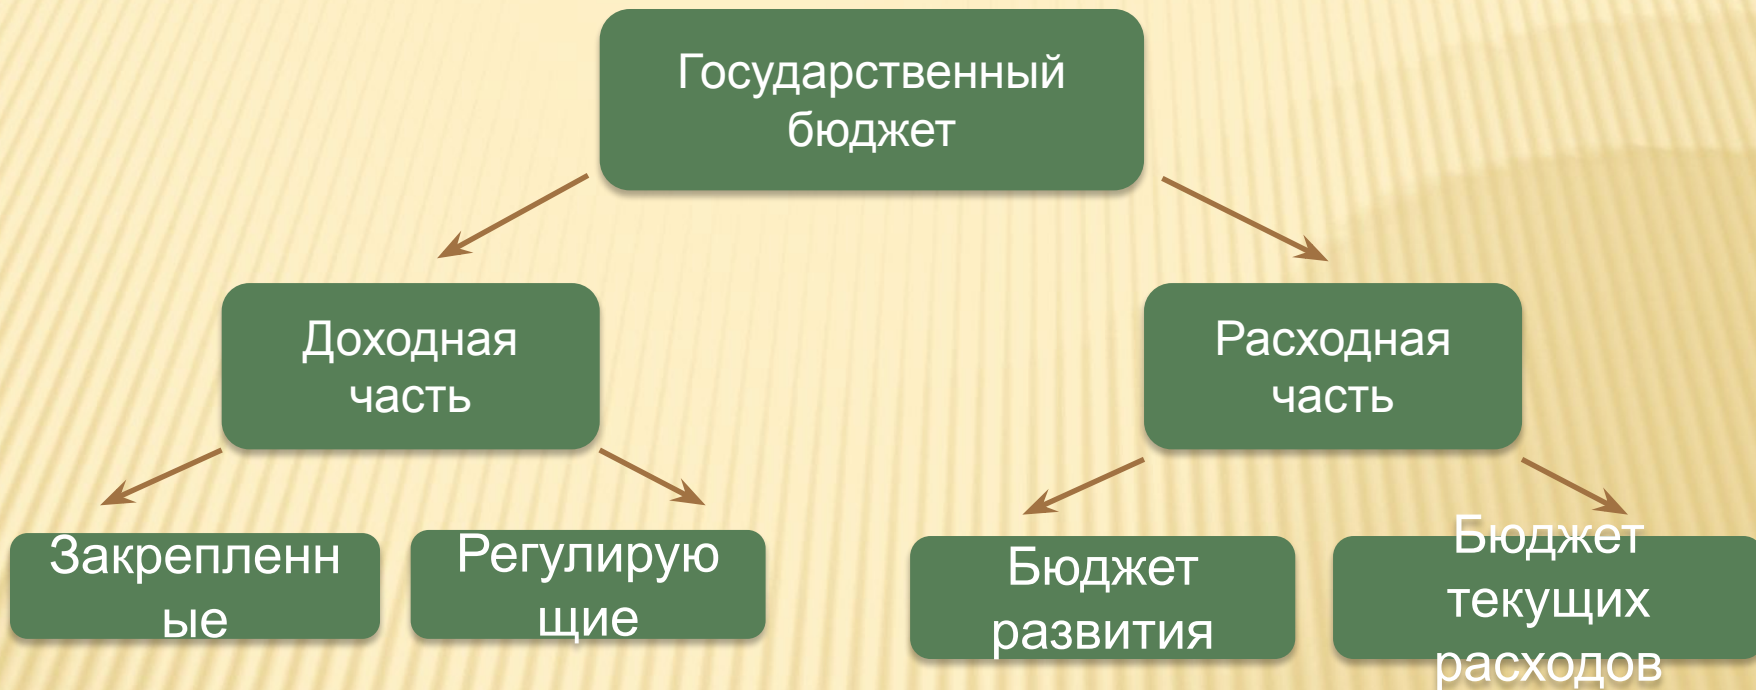 Государственный
бюджет
Доходная
часть
Расходная
часть
Закрепленн
ые
Регулирую
щие
Бюджет
развития
Бюджет
текущих
расходов